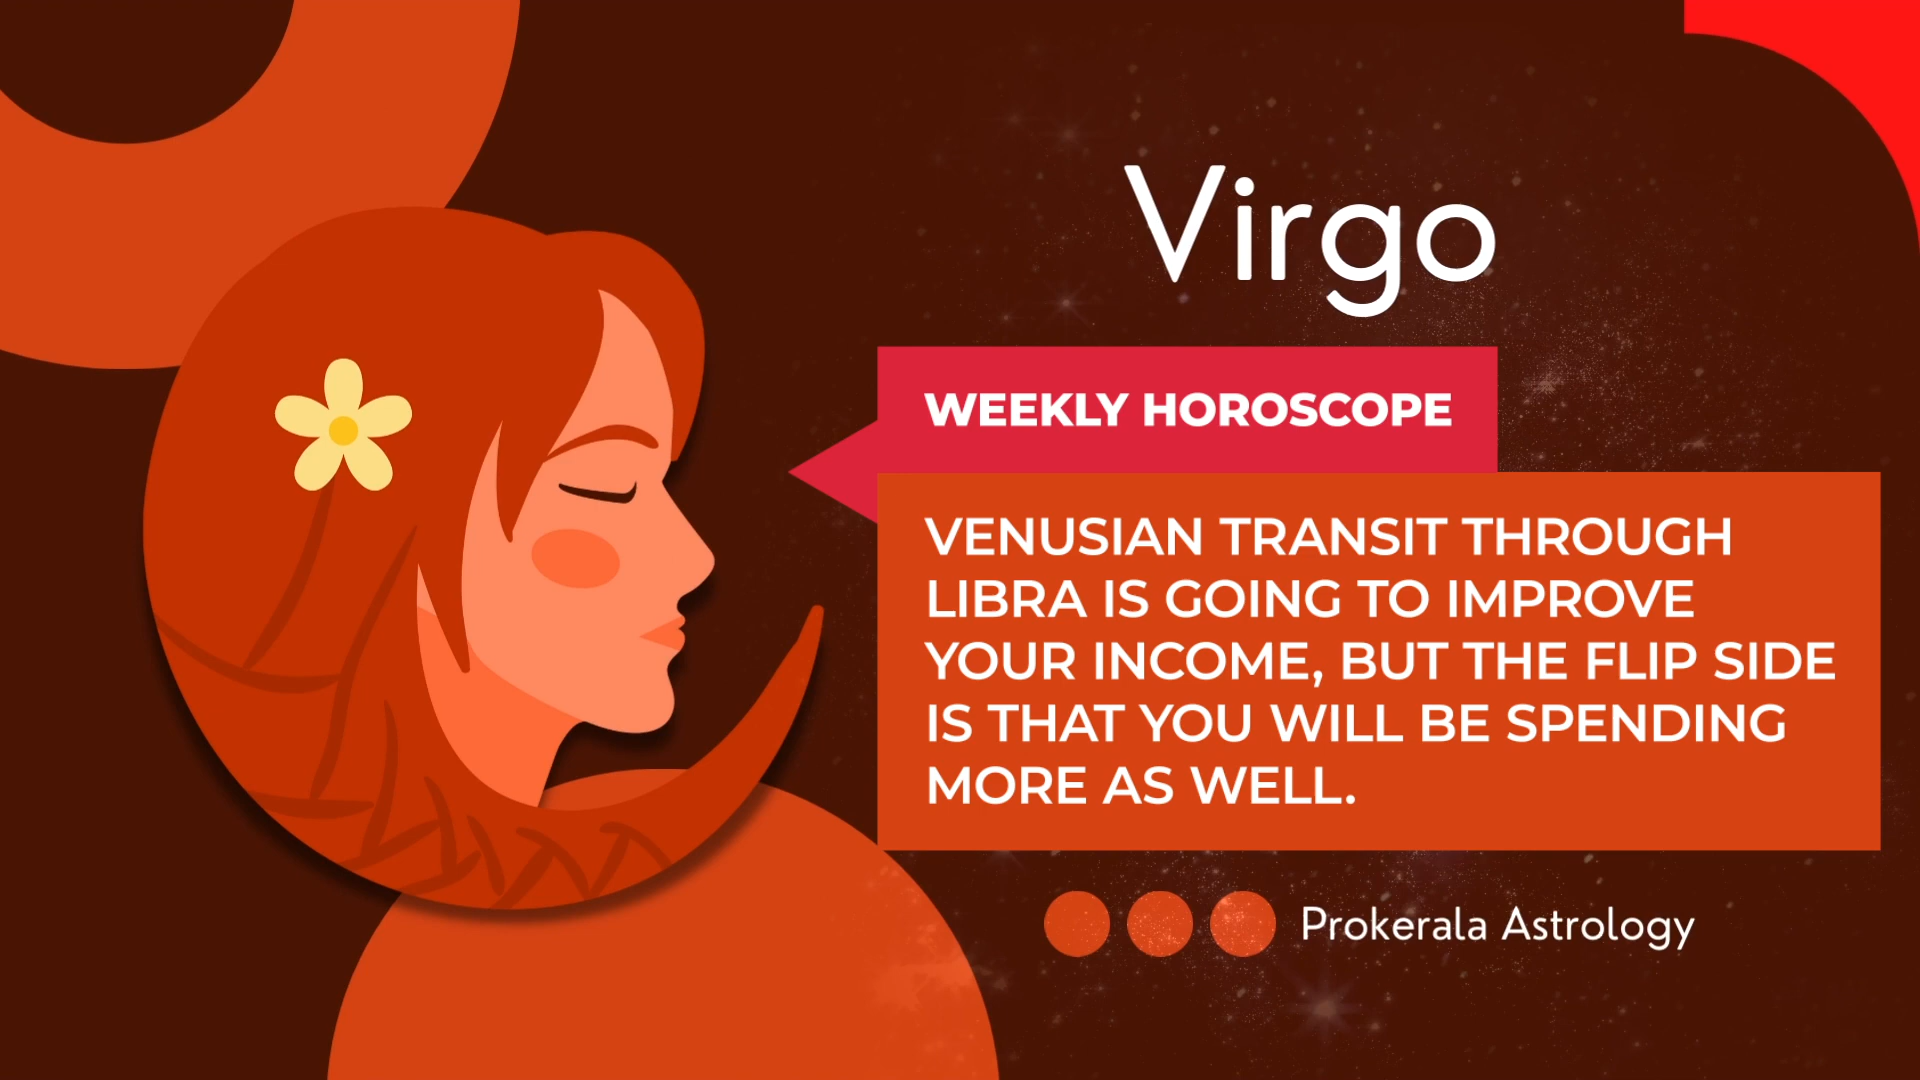 Virgo
WEEKLY HOROSCOPE
VENUSIAN TRANSIT THROUGH
LIBRA IS GOING TO IMPROVE
YOUR INCOME, BUT THE FLIP SIDE
IS THAT YOU WILL BE SPENDING
MORE AS WELL.
Prokerala Astrology